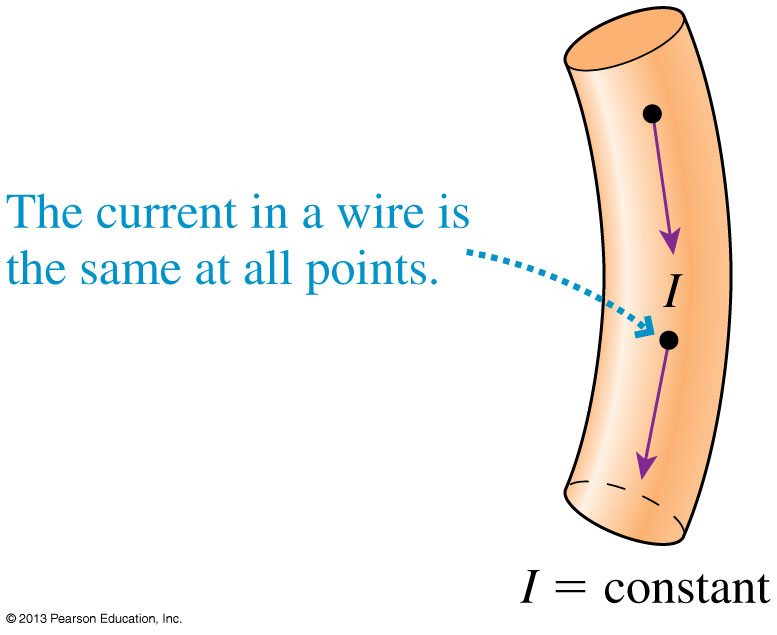 The current in a wire is
the same at all points.
I
I = constant
© 2013 Pearson Education, Inc.